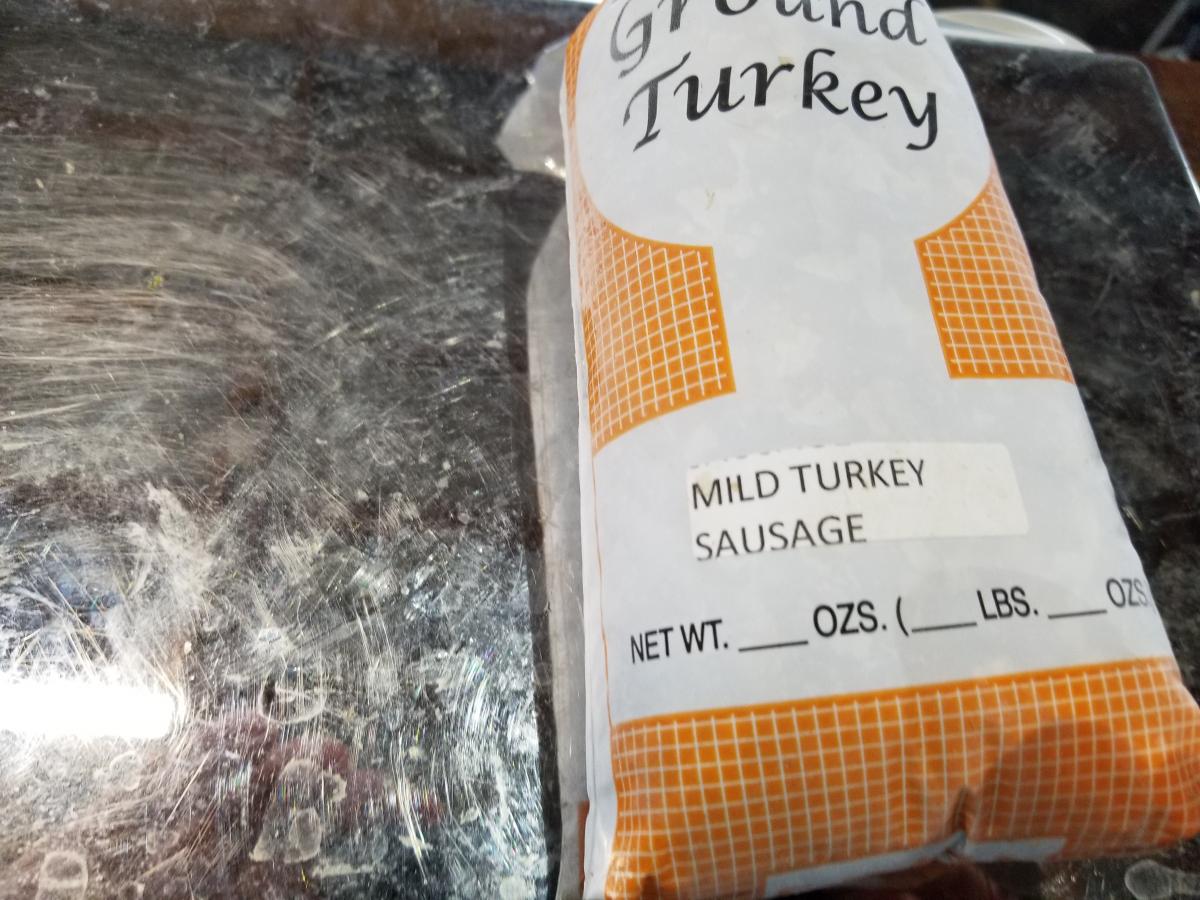 Ground
Turkey
MILD TURKEY
SAUSAGE
NET WT. ____ OZS. (____ LBS. ____ OZS